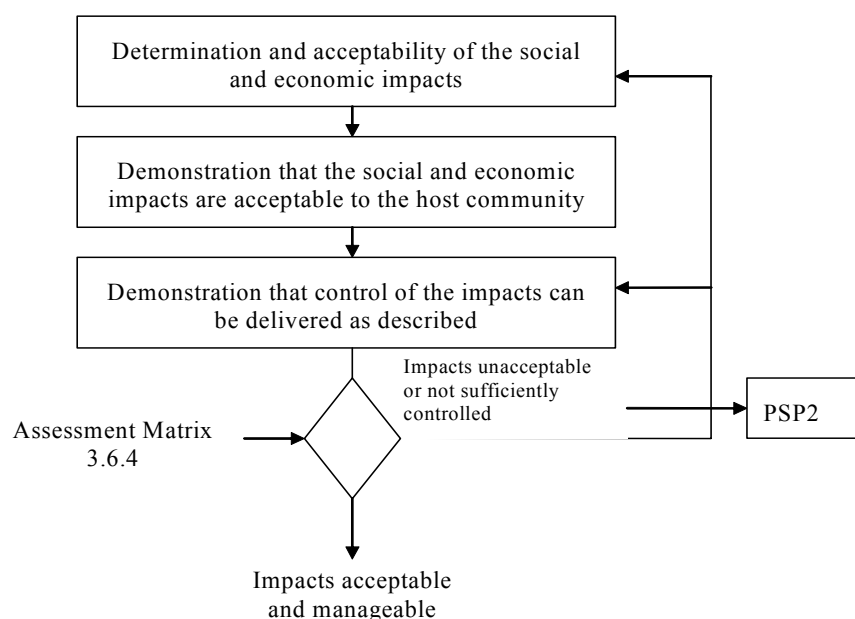 Determination and acceptability of the social
and economic impacts
Demonstration that the social and economic
impacts are acceptable to the host community
Demonstration that control of the impacts can
be delivered as described
Impacts unacceptable
or not sufficiently
controlled
PSP2
Assessment Matrix
3.6.4
Impacts acceptable
and manageable